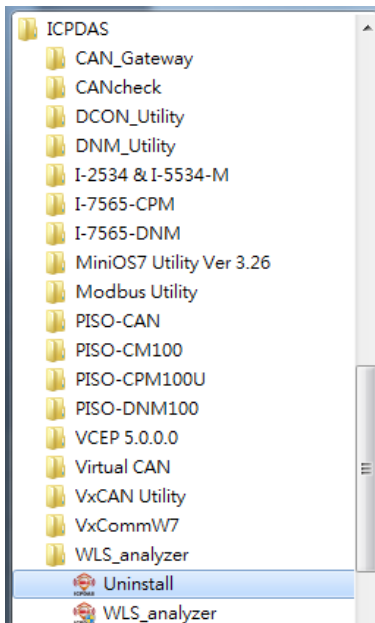 ICPDAS
CAN_Gateway
CANcheck
DCON_Utility
DNM_Utility
I-2534 & I-5534-M
I-7565-CPM
I-7565-DNM
MiniOS7 Utility Ver 3.26
Modbus Utility
PISO-CAN
PISO-CM100
PISO-CPM100U
PISO-DNM100
VCEP 5.0.0.0
Virtual CAN
VxCAN Utility
VxCommW7
WLS_analyzer
Uninstall
WLS_analyzer